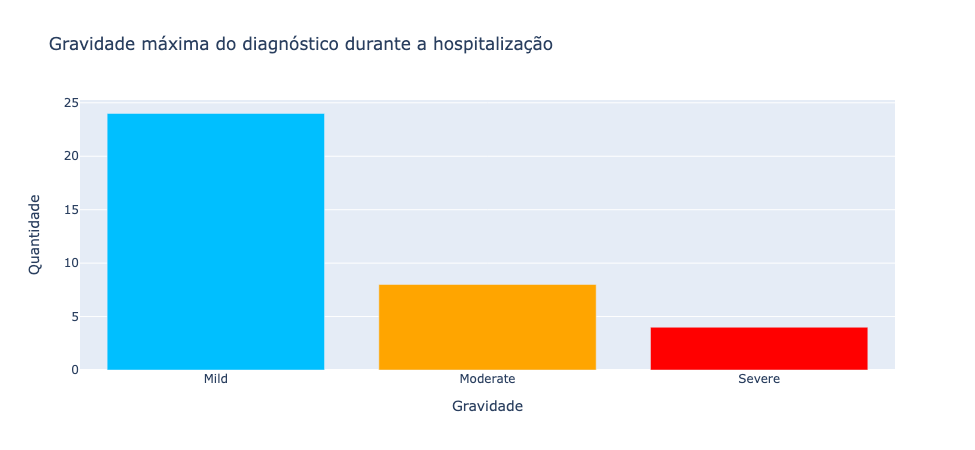 Gravidade máxima do diagnóstico durante a hospitalização
25
20
15
10
5
0
Quantidade
Mild Moderate Severe
Gravidade